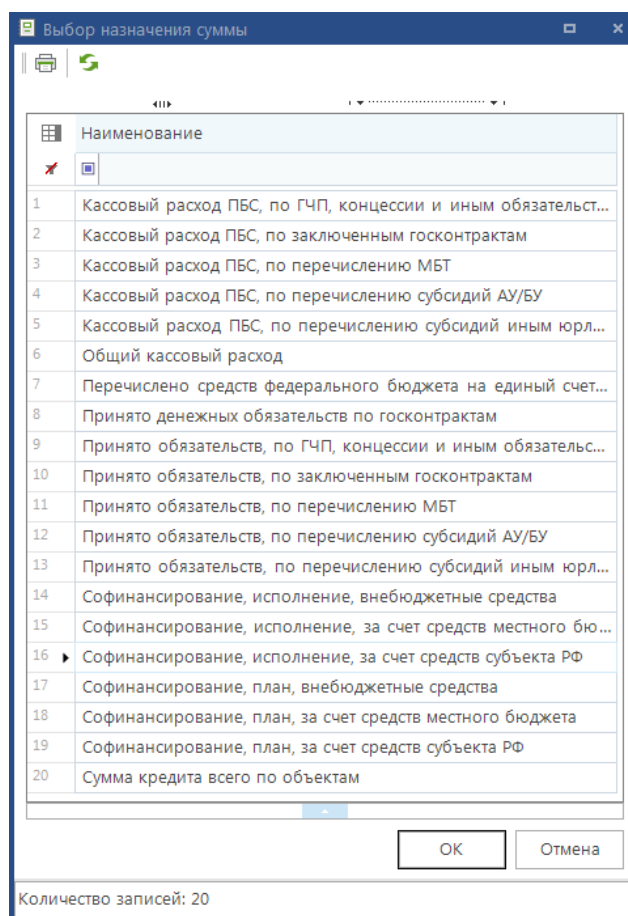 Выбор назначения суммы
Наименование
1 Кассовый расход ПБС, по ГЧП, концессии и иным обязательст...
2 Кассовый расход ПБС, по заключенным госконтрактам
3 Кассовый расход ПБС, по перечислению МБТ
4 Кассовый расход ПБС, по перечислению субсидий АУ/БУ
5 Кассовый расход ПБС, по перечислению субсидий иным юрл...
6 Общий кассовый расход
7 Перечислено средств федерального бюджета на единый счет...
8 Принято денежных обязательств по госконтрактам
9 Принято обязательств, по ГЧП, концессии и иным обязательс...
10 Принято обязательств, по заключенным госконтрактам
11 Принято обязательств, по перечислению МБТ
12 Принято обязательств, по перечислению субсидий АУ/БУ
13 Принято обязательств, по перечислению субсидий иным юрл...
14 Софинансирование, исполнение, внебюджетные средства
15 Софинансирование, исполнение, за счет средств местного бю...
16 Софинансирование, исполнение, за счет средств субъекта РФ
17 Софинансирование, план, внебюджетные средства
18 Софинансирование, план, за счет средств местного бюджета
19 Софинансирование, план, за счет средств субъекта РФ
20 Сумма кредита всего по объектам
ОК Отмена
Количество записей: 20